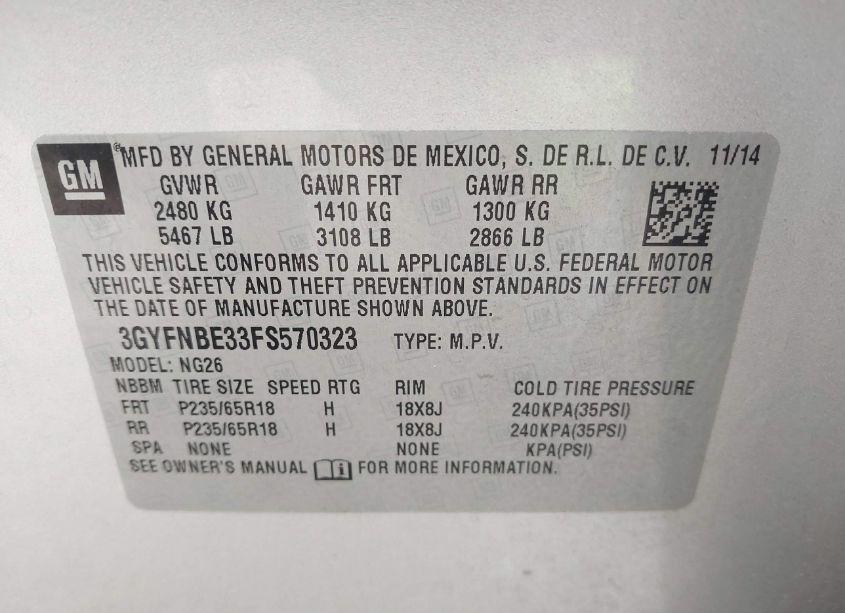 GM ® MFD BY GENERAL MOTORS DE MEXICO, S. DE R.L. DE C.V. 11/14
GVWR GAWR FRT GAWR RR
2480 KG 1410 KG 1300 KG
5467 LB 3108 LB 2866 LB
THIS VEHICLE CONFORMS TO ALL APPLICABLE U.S. FEDERAL MOTOR
VEHICLE SAFETY AND THEFT PREVENTION STANDARDS IN EFFECT ON
THE DATE OF MANUFACTURE SHOWN ABOVE.
3GYFNBE33FS570323 TYPE: M.P.V.
MODEL: NG26
NBBM TIRE SIZE SPEED RTG RIM COLD TIRE PRESSURE
FRT P235/65R18 H 18X8J 240KPA(35PSI)
RR P235/65R18 H 18X8J 240KPA(35PSI)
SPA NONE NONE KPA(PSI)
SEE OWNER'S MANUAL FOR MORE INFORMATION.